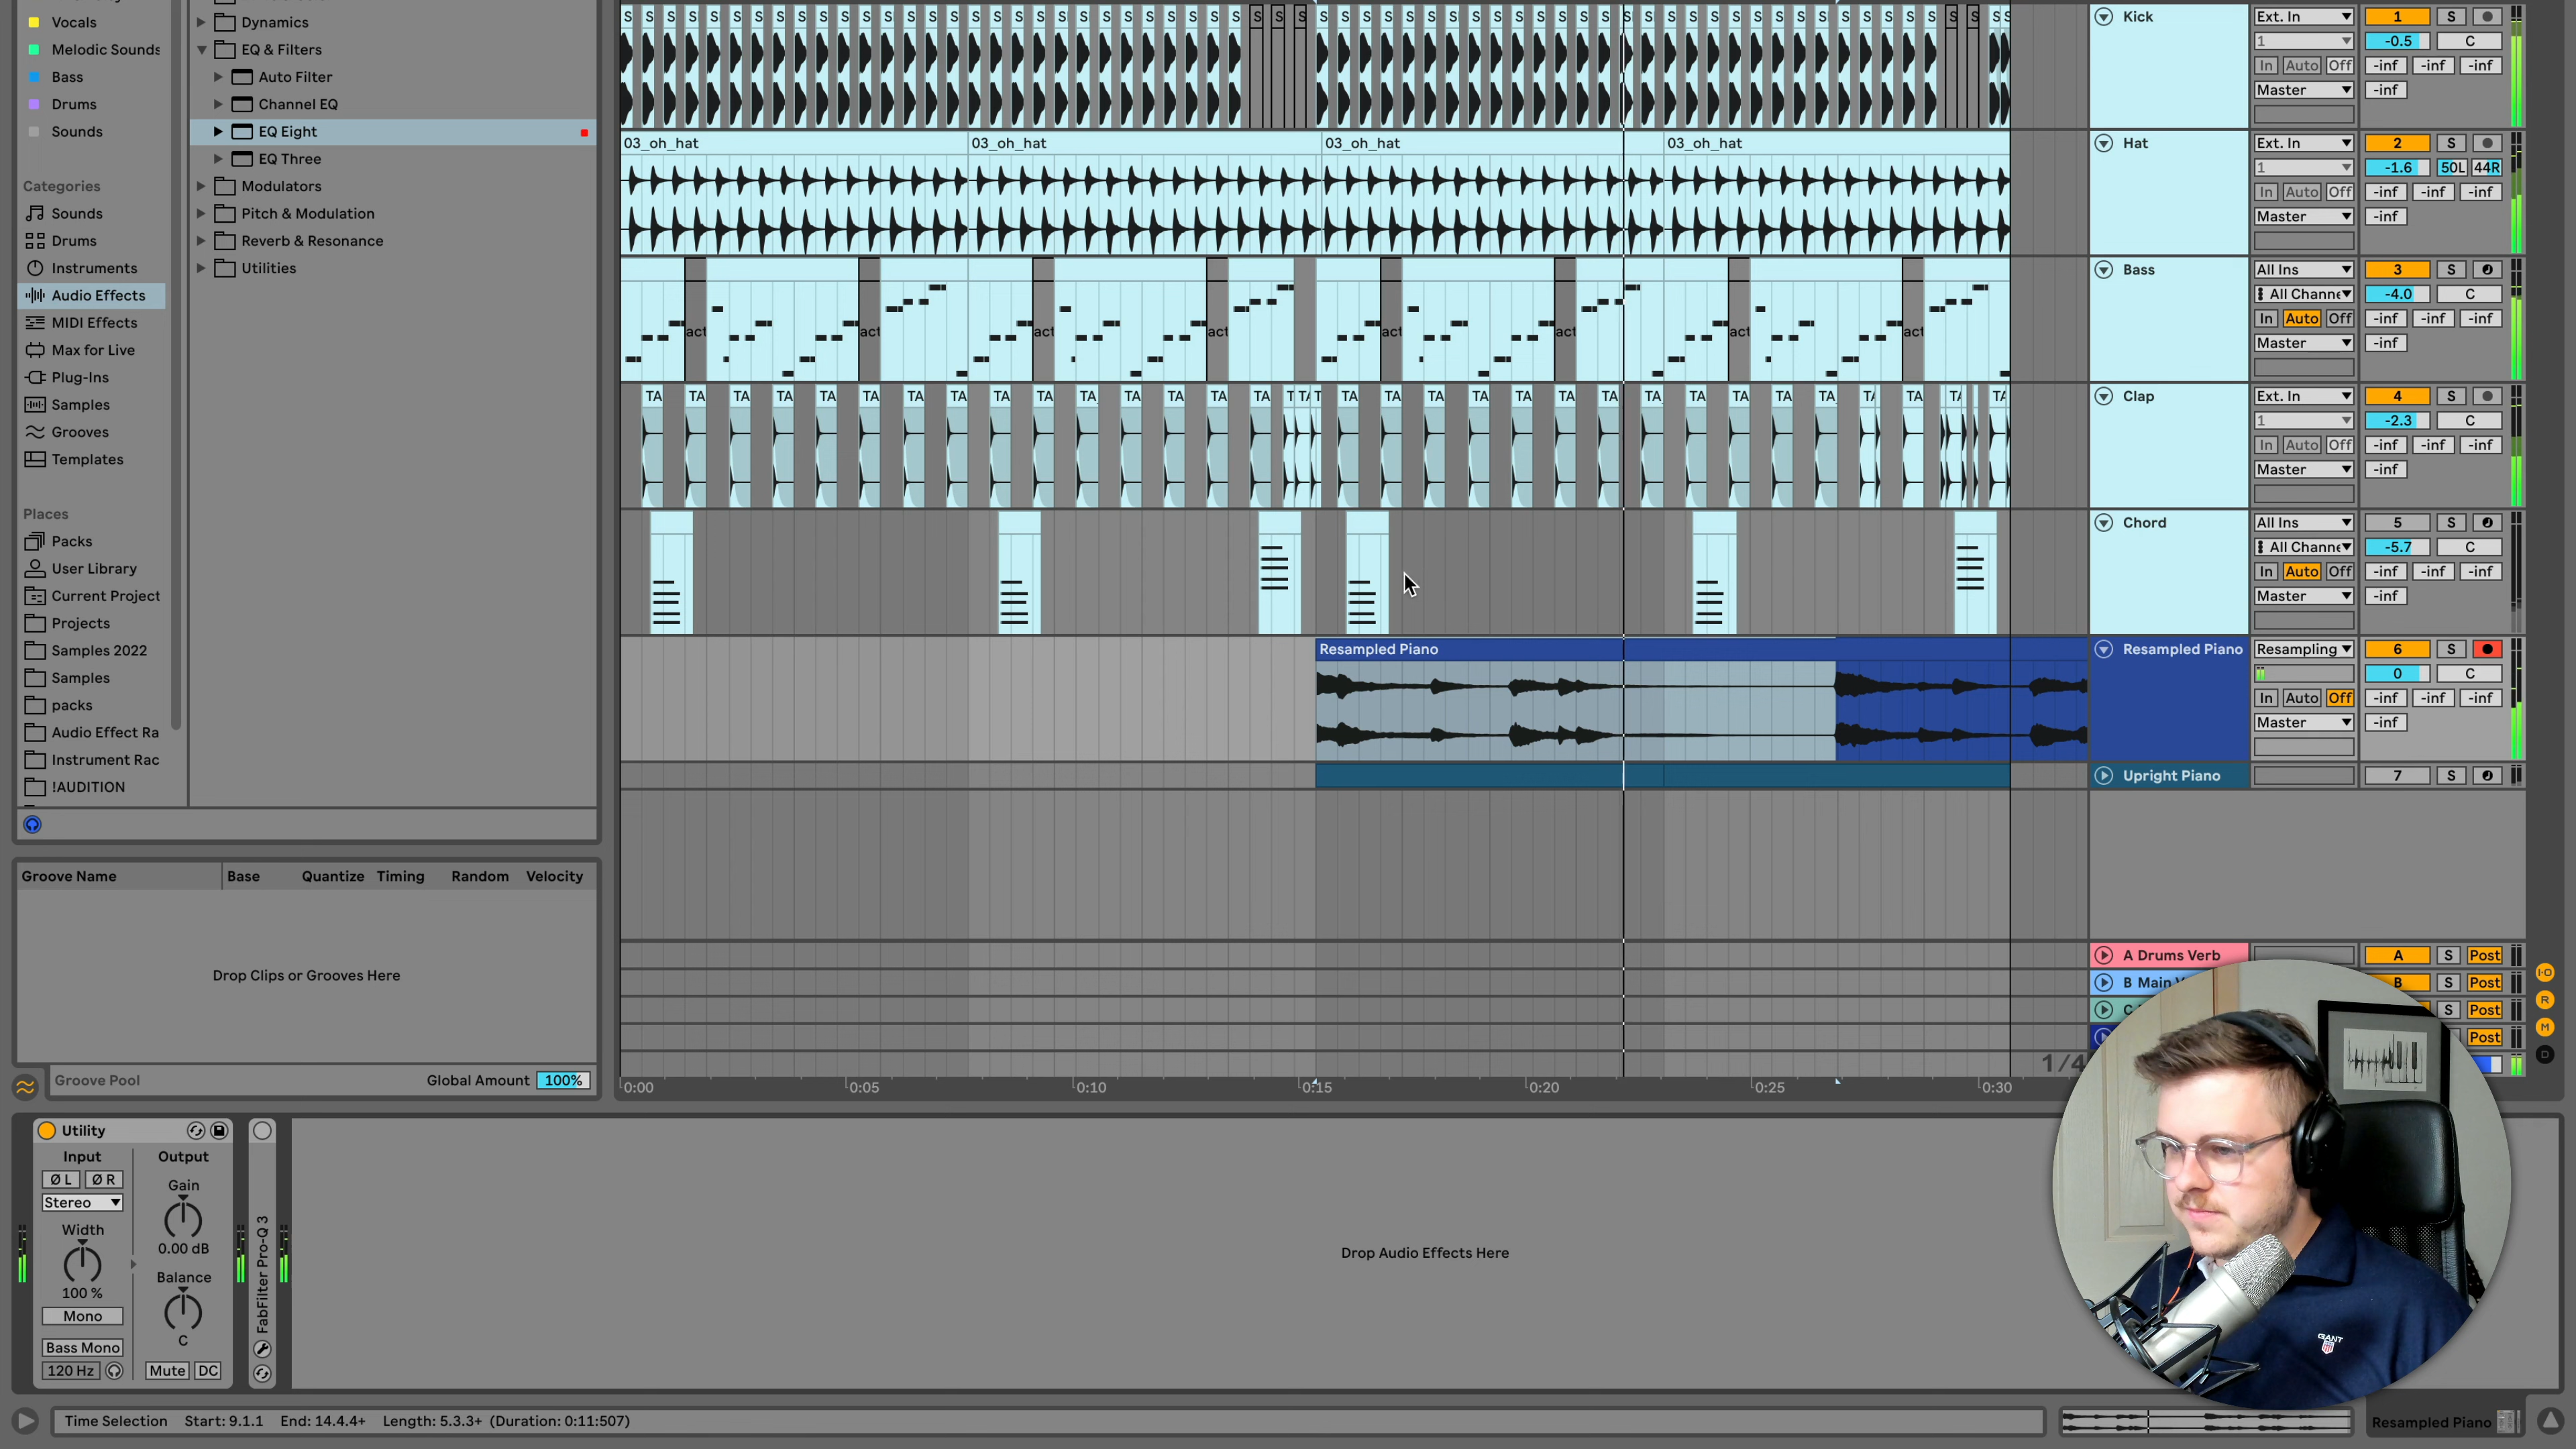 Vocals
Melodic Sounds
Bass
Drums
Sounds
Categories
Sounds
Drums
Instruments
Audio Effects
MIDI Effects
Max for Live
Plug-Ins
Samples
Grooves
Templates
Places
Packs
User Library
Current Project
Projects
Samples 2022
Samples
packs
Audio Effect Ra
Instrument Rac
!AUDITION
Dynamics
EQ & Filters
Auto Filter
Channel EQ
EQ Eight
EQ Three
Modulators
Pitch & Modulation
Reverb & Resonance
Utilities
Groove Name Base Quantize Timing Random Velocity
Drop Clips or Grooves Here
Groove Pool Global Amount 100%
03_oh_hat 03_oh_hat 03_oh_hat 03_oh_hat
Resampled Piano
1/4
0:00 0:05 0:10 0:15 0:20 0:25 0:30
Kick Ext. In 1 S
1 -0.5 C
In Auto Off -inf -inf -inf
Master -inf
Hat Ext. In 2 S
1 -1.6 50L 44R
In Auto Off -inf -inf -inf
Master -inf
Bass All Ins 3 S
All Channe -4.0 C
In Auto Off -inf -inf -inf
Master -inf
Clap Ext. In 4 S
1 -2.3 C
In Auto Off -inf -inf -inf
Master -inf
Chord All Ins 5 S
All Channe -5.7 C
In Auto Off -inf -inf -inf
Master -inf
Resampled Piano Resampling 6 S
0 C
In Auto Off -inf -inf -inf
Master -inf
Upright Piano 7 S
A Drums Verb A S Post
B Main B S Post
S Post
S Post
I·O
R
M
D
Utility
Input Output
Ø L Ø R Gain
Stereo
Width
0.00 dB
Balance
100 %
Mono
C
Bass Mono
120 Hz Mute DC
FabFilter Pro-Q 3
Drop Audio Effects Here
GANT
Time Selection Start: 9.1.1 End: 14.4.4+ Length: 5.3.3+ (Duration: 0:11:507)
Resampled Piano